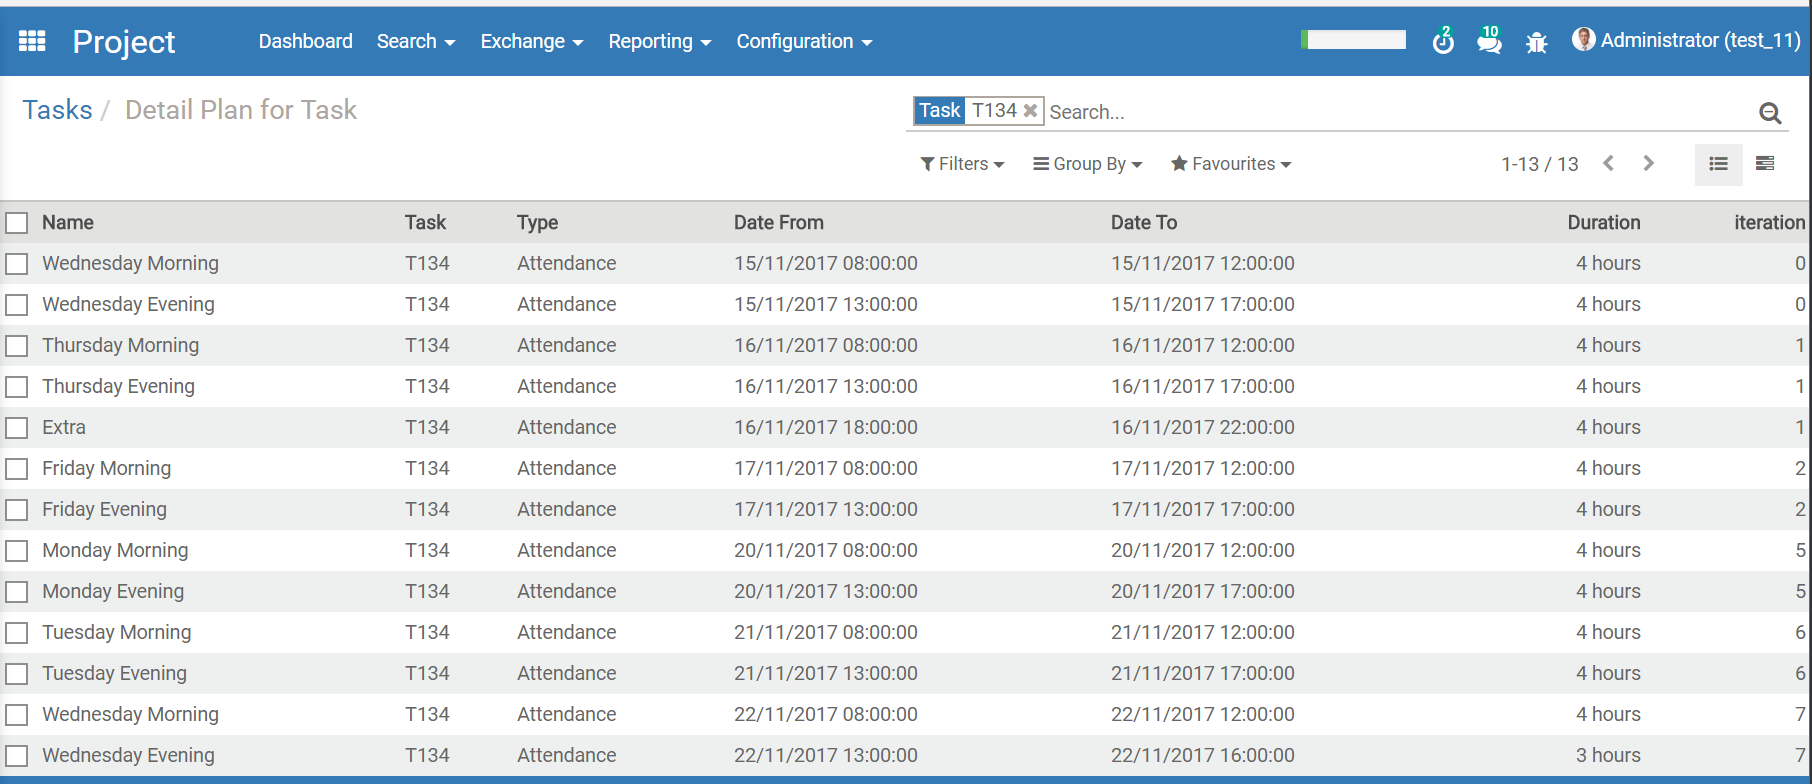 Project Dashboard Search Exchange Reporting Configuration 2 10 Administrator (test_11)
Tasks / Detail Plan for Task Task T134 Search...
Filters Group By Favourites 1-13 / 13
Name Task Type Date From Date To Duration iteration
Wednesday Morning T134 Attendance 15/11/2017 08:00:00 15/11/2017 12:00:00 4 hours 0
Wednesday Evening T134 Attendance 15/11/2017 13:00:00 15/11/2017 17:00:00 4 hours 0
Thursday Morning T134 Attendance 16/11/2017 08:00:00 16/11/2017 12:00:00 4 hours 1
Thursday Evening T134 Attendance 16/11/2017 13:00:00 16/11/2017 17:00:00 4 hours 1
Extra T134 Attendance 16/11/2017 18:00:00 16/11/2017 22:00:00 4 hours 1
Friday Morning T134 Attendance 17/11/2017 08:00:00 17/11/2017 12:00:00 4 hours 2
Friday Evening T134 Attendance 17/11/2017 13:00:00 17/11/2017 17:00:00 4 hours 2
Monday Morning T134 Attendance 20/11/2017 08:00:00 20/11/2017 12:00:00 4 hours 5
Monday Evening T134 Attendance 20/11/2017 13:00:00 20/11/2017 17:00:00 4 hours 5
Tuesday Morning T134 Attendance 21/11/2017 08:00:00 21/11/2017 12:00:00 4 hours 6
Tuesday Evening T134 Attendance 21/11/2017 13:00:00 21/11/2017 17:00:00 4 hours 6
Wednesday Morning T134 Attendance 22/11/2017 08:00:00 22/11/2017 12:00:00 4 hours 7
Wednesday Evening T134 Attendance 22/11/2017 13:00:00 22/11/2017 16:00:00 3 hours 7